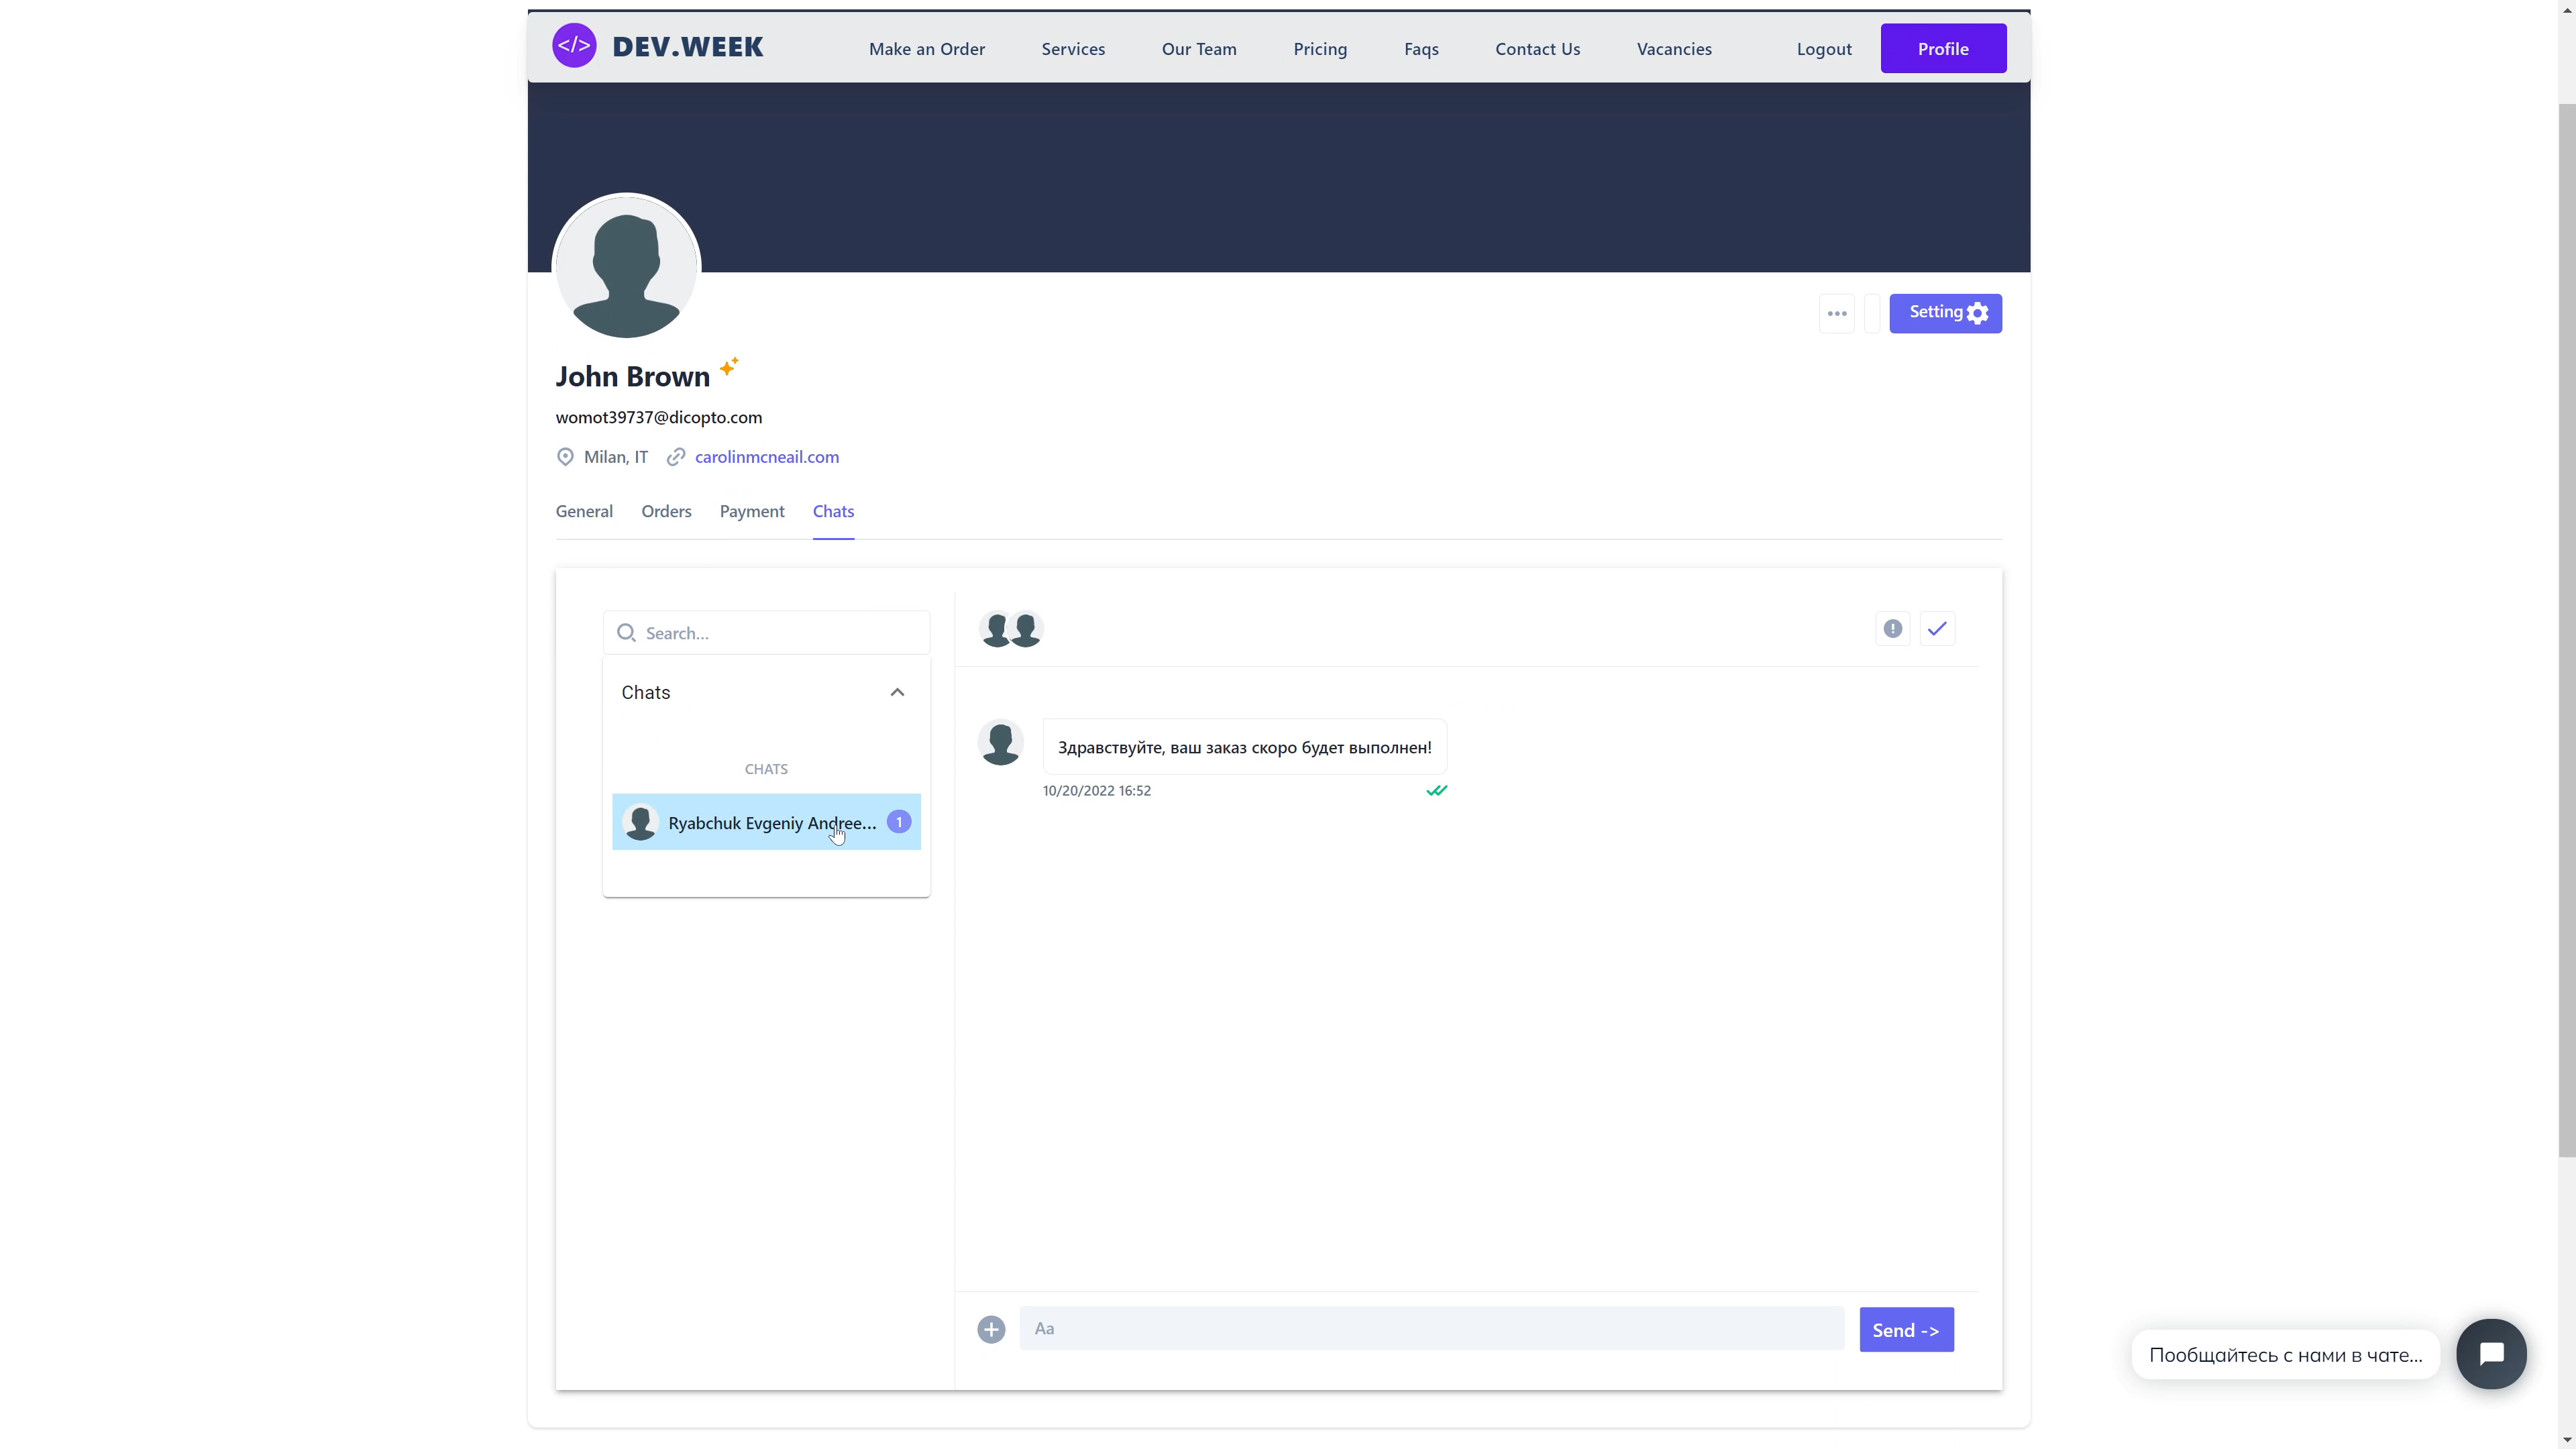 </> DEV.WEEK Make an Order Services Our Team Pricing Faqs Contact Us Vacancies Logout Profile
Setting
John Brown
womot39737@dicopto.com
Milan, IT carolinmcneail.com
General Orders Payment Chats
Search...
Chats
CHATS
Ryabchuk Evgeniy Andree... 1
Здравствуйте, ваш заказ скоро будет выполнен!
10/20/2022 16:52
Aa
Send ->
Пообщайтесь с нами в чате...